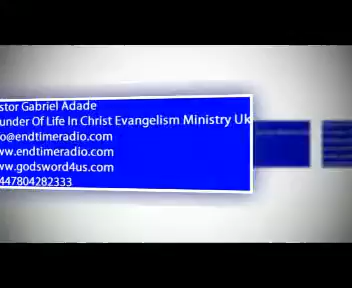 stor Gabriel Adade
under Of Life In Christ Evangelism Ministry Uk
fo@endtimeradio.com
ww.endtimeradio.com
ww.godsword4us.com
447804282333